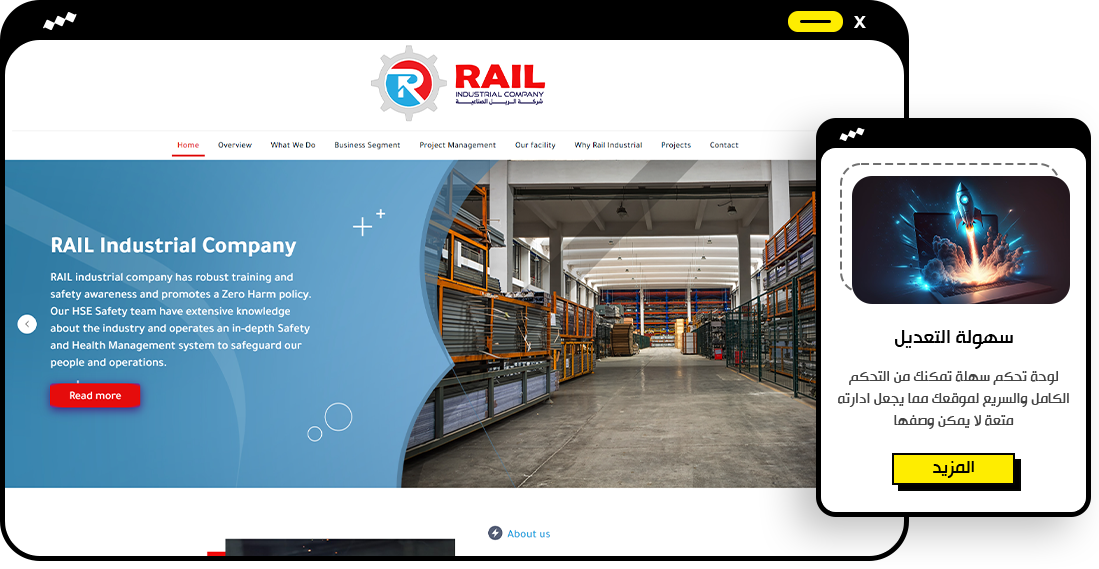 X
RAIL
INDUSTRIAL COMPANY
شركة الريل الصناعية
Home Overview What We Do Business Segment Project Management Our facility Why Rail Industrial Projects Contact
RAIL Industrial Company
RAIL industrial company has robust training and
safety awareness and promotes a Zero Harm policy.
Our HSE Safety team have extensive knowledge
about the industry and operates an in-depth Safety
and Health Management system to safeguard our
people and operations.
Read more
About us
سهولة التعديل
لوحة تحكم سهلة تمكنك من التحكم
الكامل والسريع لموقعك مما يجعل ادارته
متعة لا يمكن وصفها
المزيد